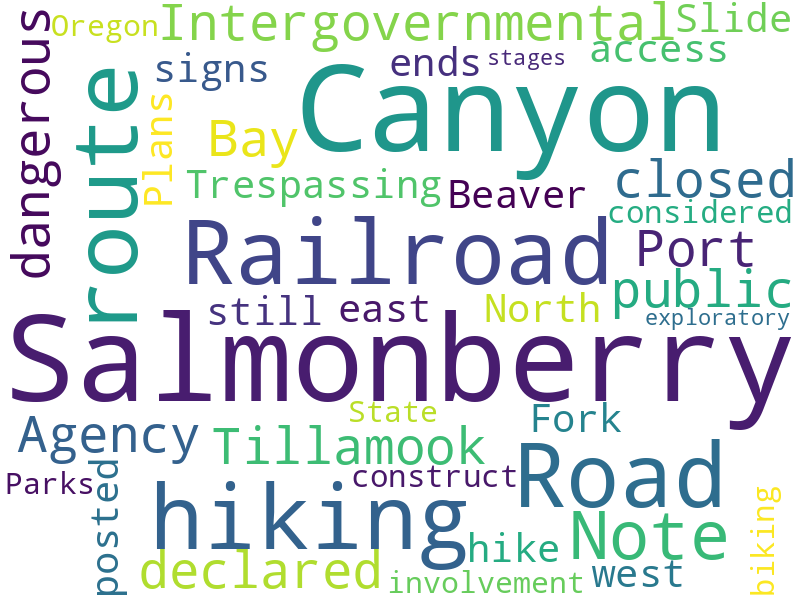 Oregon
Intergovernmental
Slide
dangerous
route
signs
ends
stages
access
Canyon
Plans
Bay
Trespassing
Beaver
closed
considered
Railroad
Port
public
still
east
North
exploratory
Salmonberry
State
Fork
Agency
Tillamook
Road
Parks
posted
construct
hiking
Note
hike
declared
involvement
west
biking